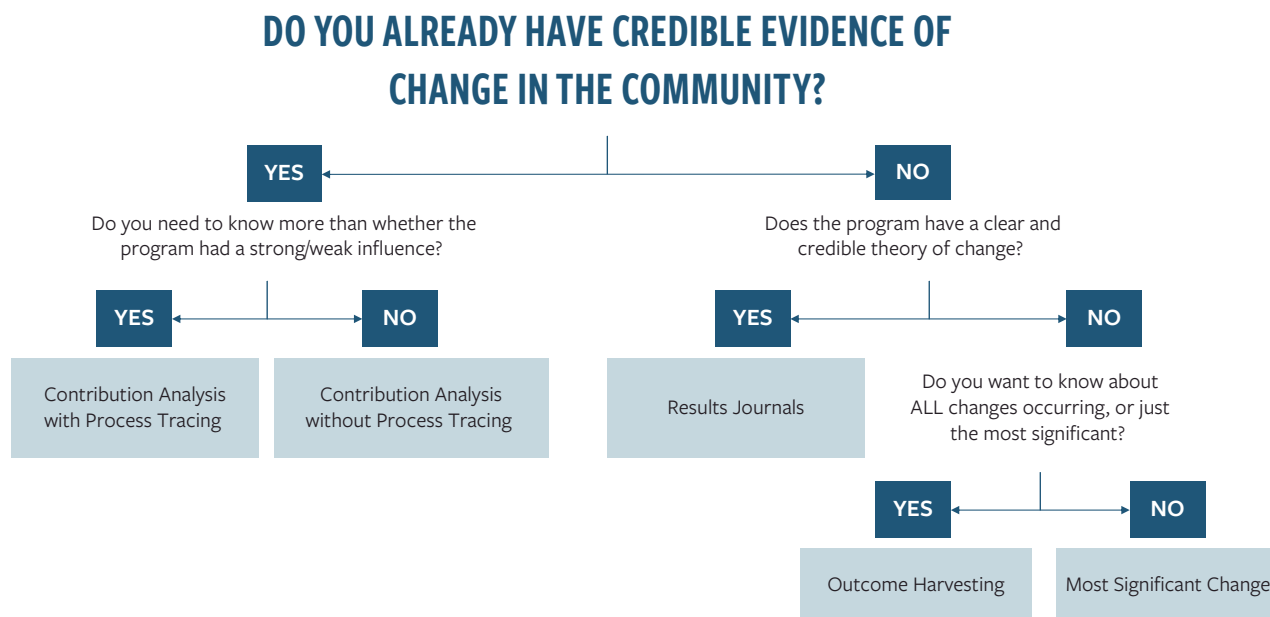 DO YOU ALREADY HAVE CREDIBLE EVIDENCE OF
CHANGE IN THE COMMUNITY?
YES
NO
Do you need to know more than whether the
program had a strong/weak influence?
Does the program have a clear and
credible theory of change?
YES
NO
YES
NO
Contribution Analysis
with Process Tracing
Contribution Analysis
without Process Tracing
Results Journals
Do you want to know about
ALL changes occurring, or just
the most significant?
YES
NO
Outcome Harvesting
Most Significant Change